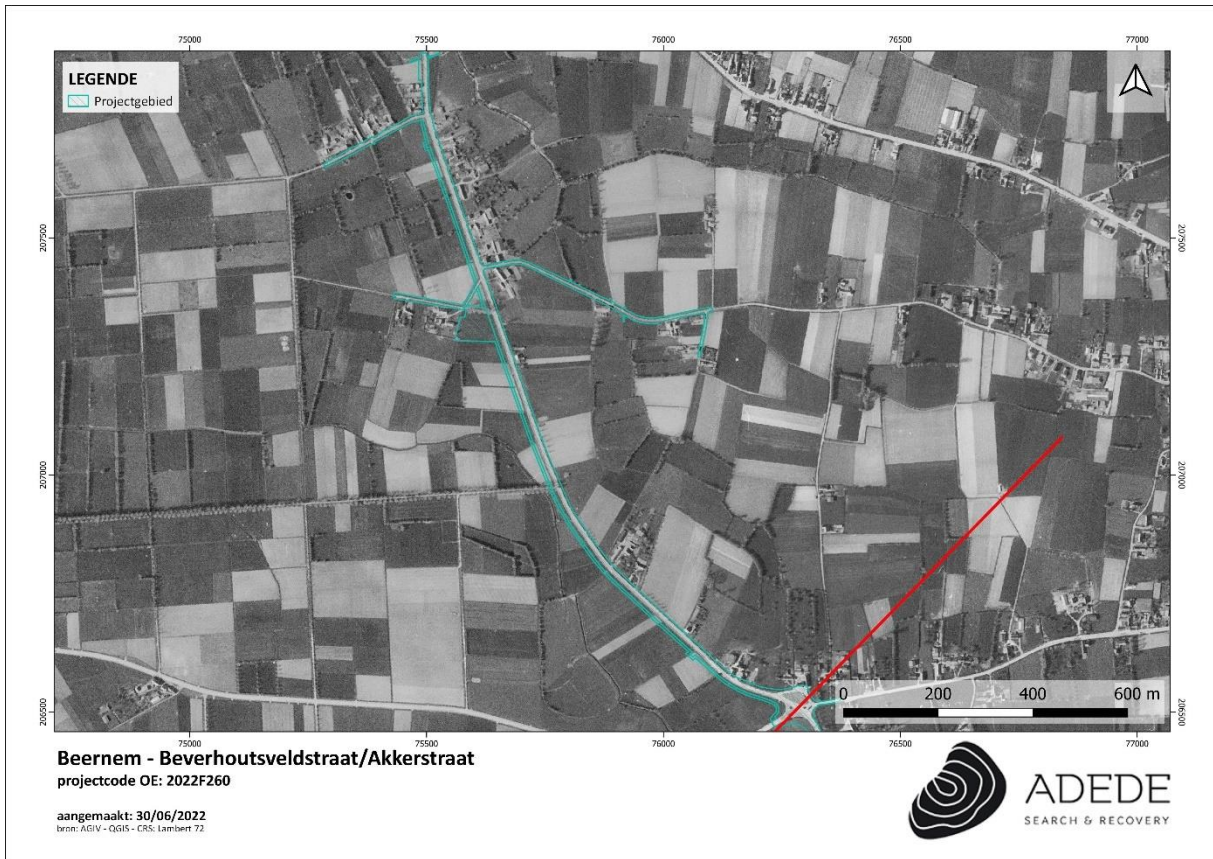 75000 75500 76000 76500 77000
LEGENDE
Projectgebied
207500 207500
207000 207000
206500 206500
0 200 400 600 m
75000 75500 76000 76500 77000
Beernem - Beverhoutsveldstraat/Akkerstraat
projectcode OE: 2022F260
aangemaakt: 30/06/2022
bron: AGIV - QGIS - CRS: Lambert 72
ADEDE
SEARCH & RECOVERY